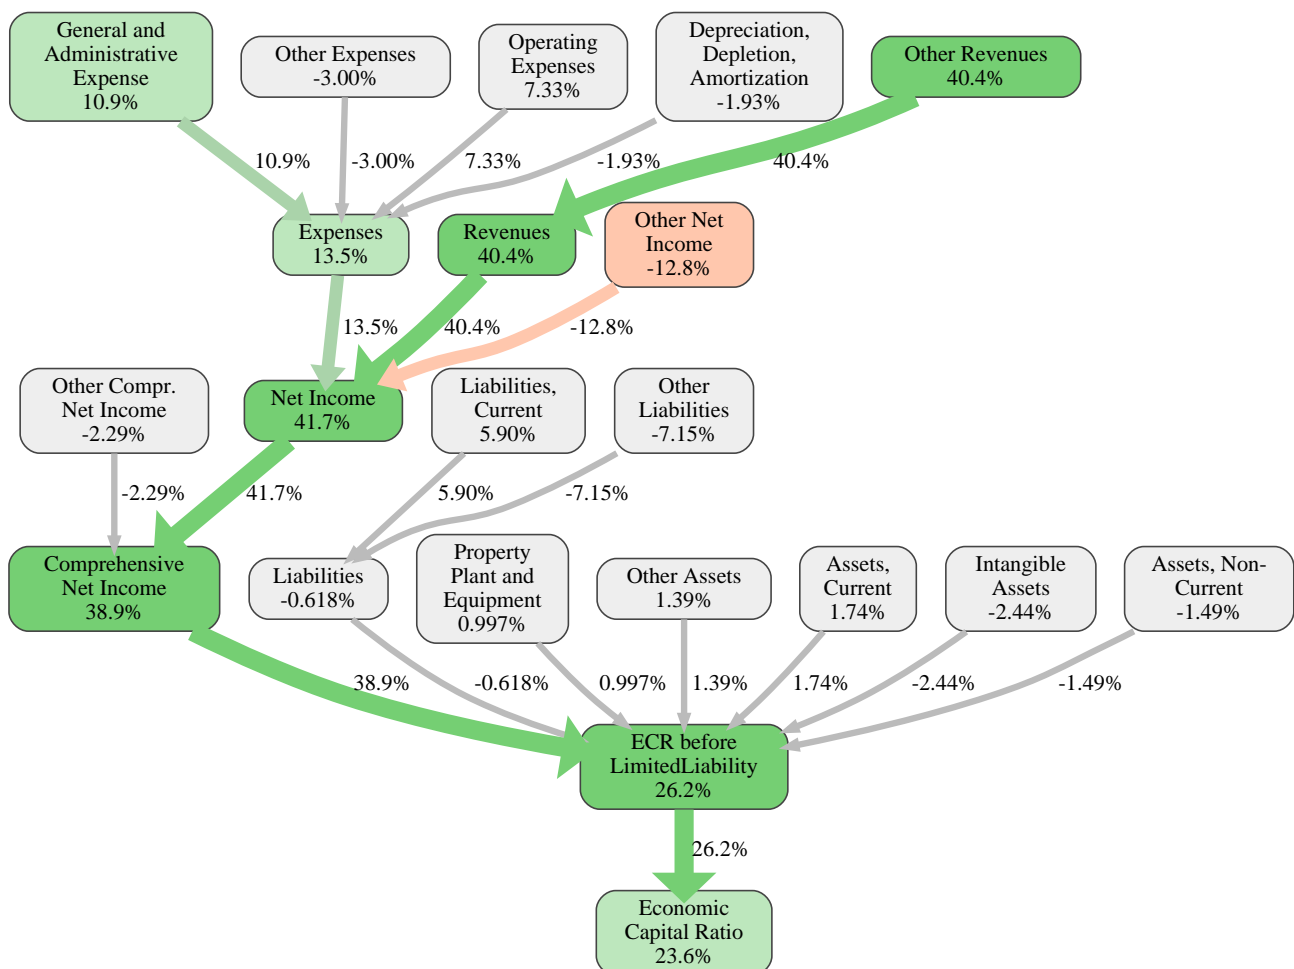 General and
Administrative
Expense
10.9%
Other Expenses
-3.00%
Operating
Expenses
7.33%
Depreciation,
Depletion,
Amortization
-1.93%
Other Revenues
40.4%
10.9%
-3.00%
7.33%
-1.93%
40.4%
Expenses
13.5%
Revenues
40.4%
Other Net
Income
-12.8%
13.5%
40.4%
-12.8%
Other Compr.
Net Income
-2.29%
Net Income
41.7%
Liabilities,
Current
5.90%
Other
Liabilities
-7.15%
-2.29%
41.7%
5.90%
-7.15%
Comprehensive
Net Income
38.9%
Liabilities
-0.618%
Property
Plant and
Equipment
0.997%
Other Assets
1.39%
Assets,
Current
1.74%
Intangible
Assets
-2.44%
Assets, Non-
Current
-1.49%
38.9%
-0.618%
0.997%
1.39%
1.74%
-2.44%
-1.49%
ECR before
LimitedLiability
26.2%
26.2%
Economic
Capital Ratio
23.6%